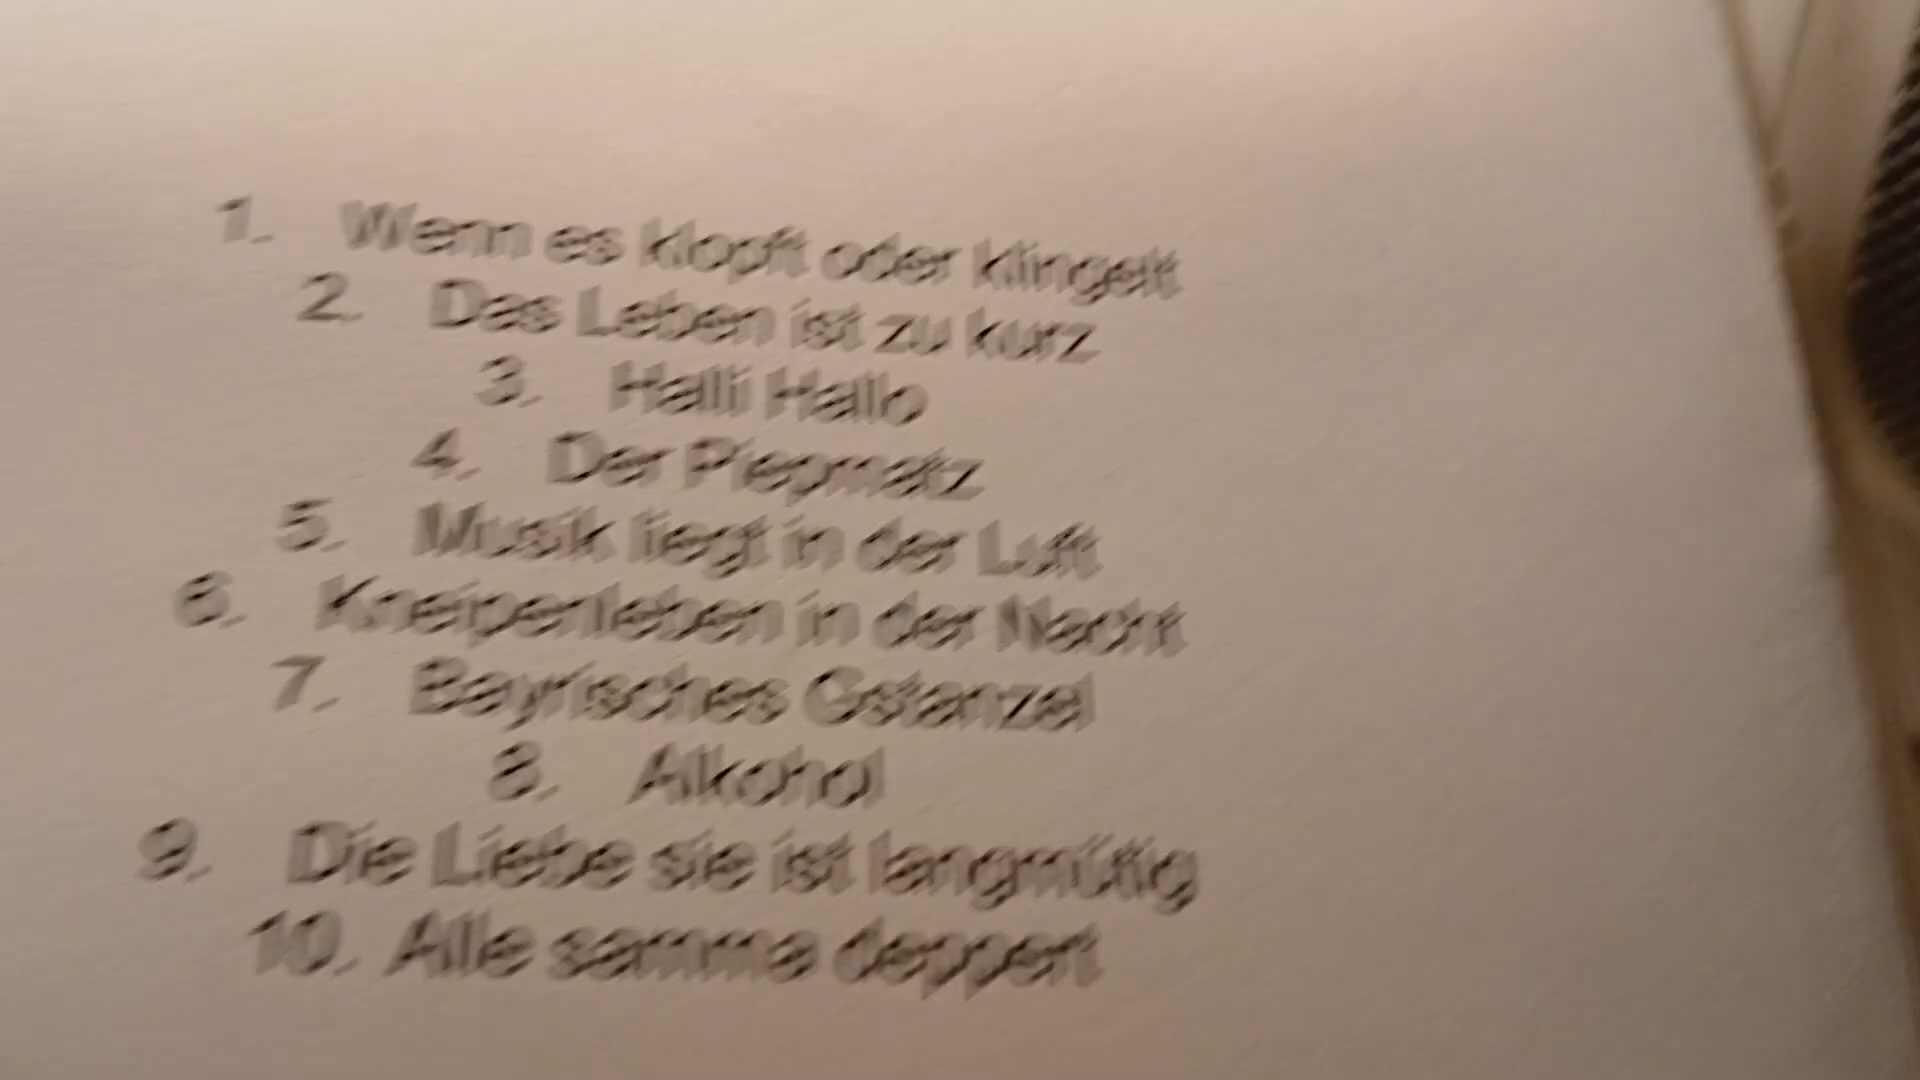 1. Wenn es klopft oder klingelt
2. Das Leben ist zu kurz
3. Halli Hallo
4. Der Piepmatz
5. Musik liegt in der Luft
6. Kneipenleben in der Nacht
7. Bayrisches Gstanzel
8. Alkohol
9. Die Liebe sie ist langmütig
10. Alle samma deppert